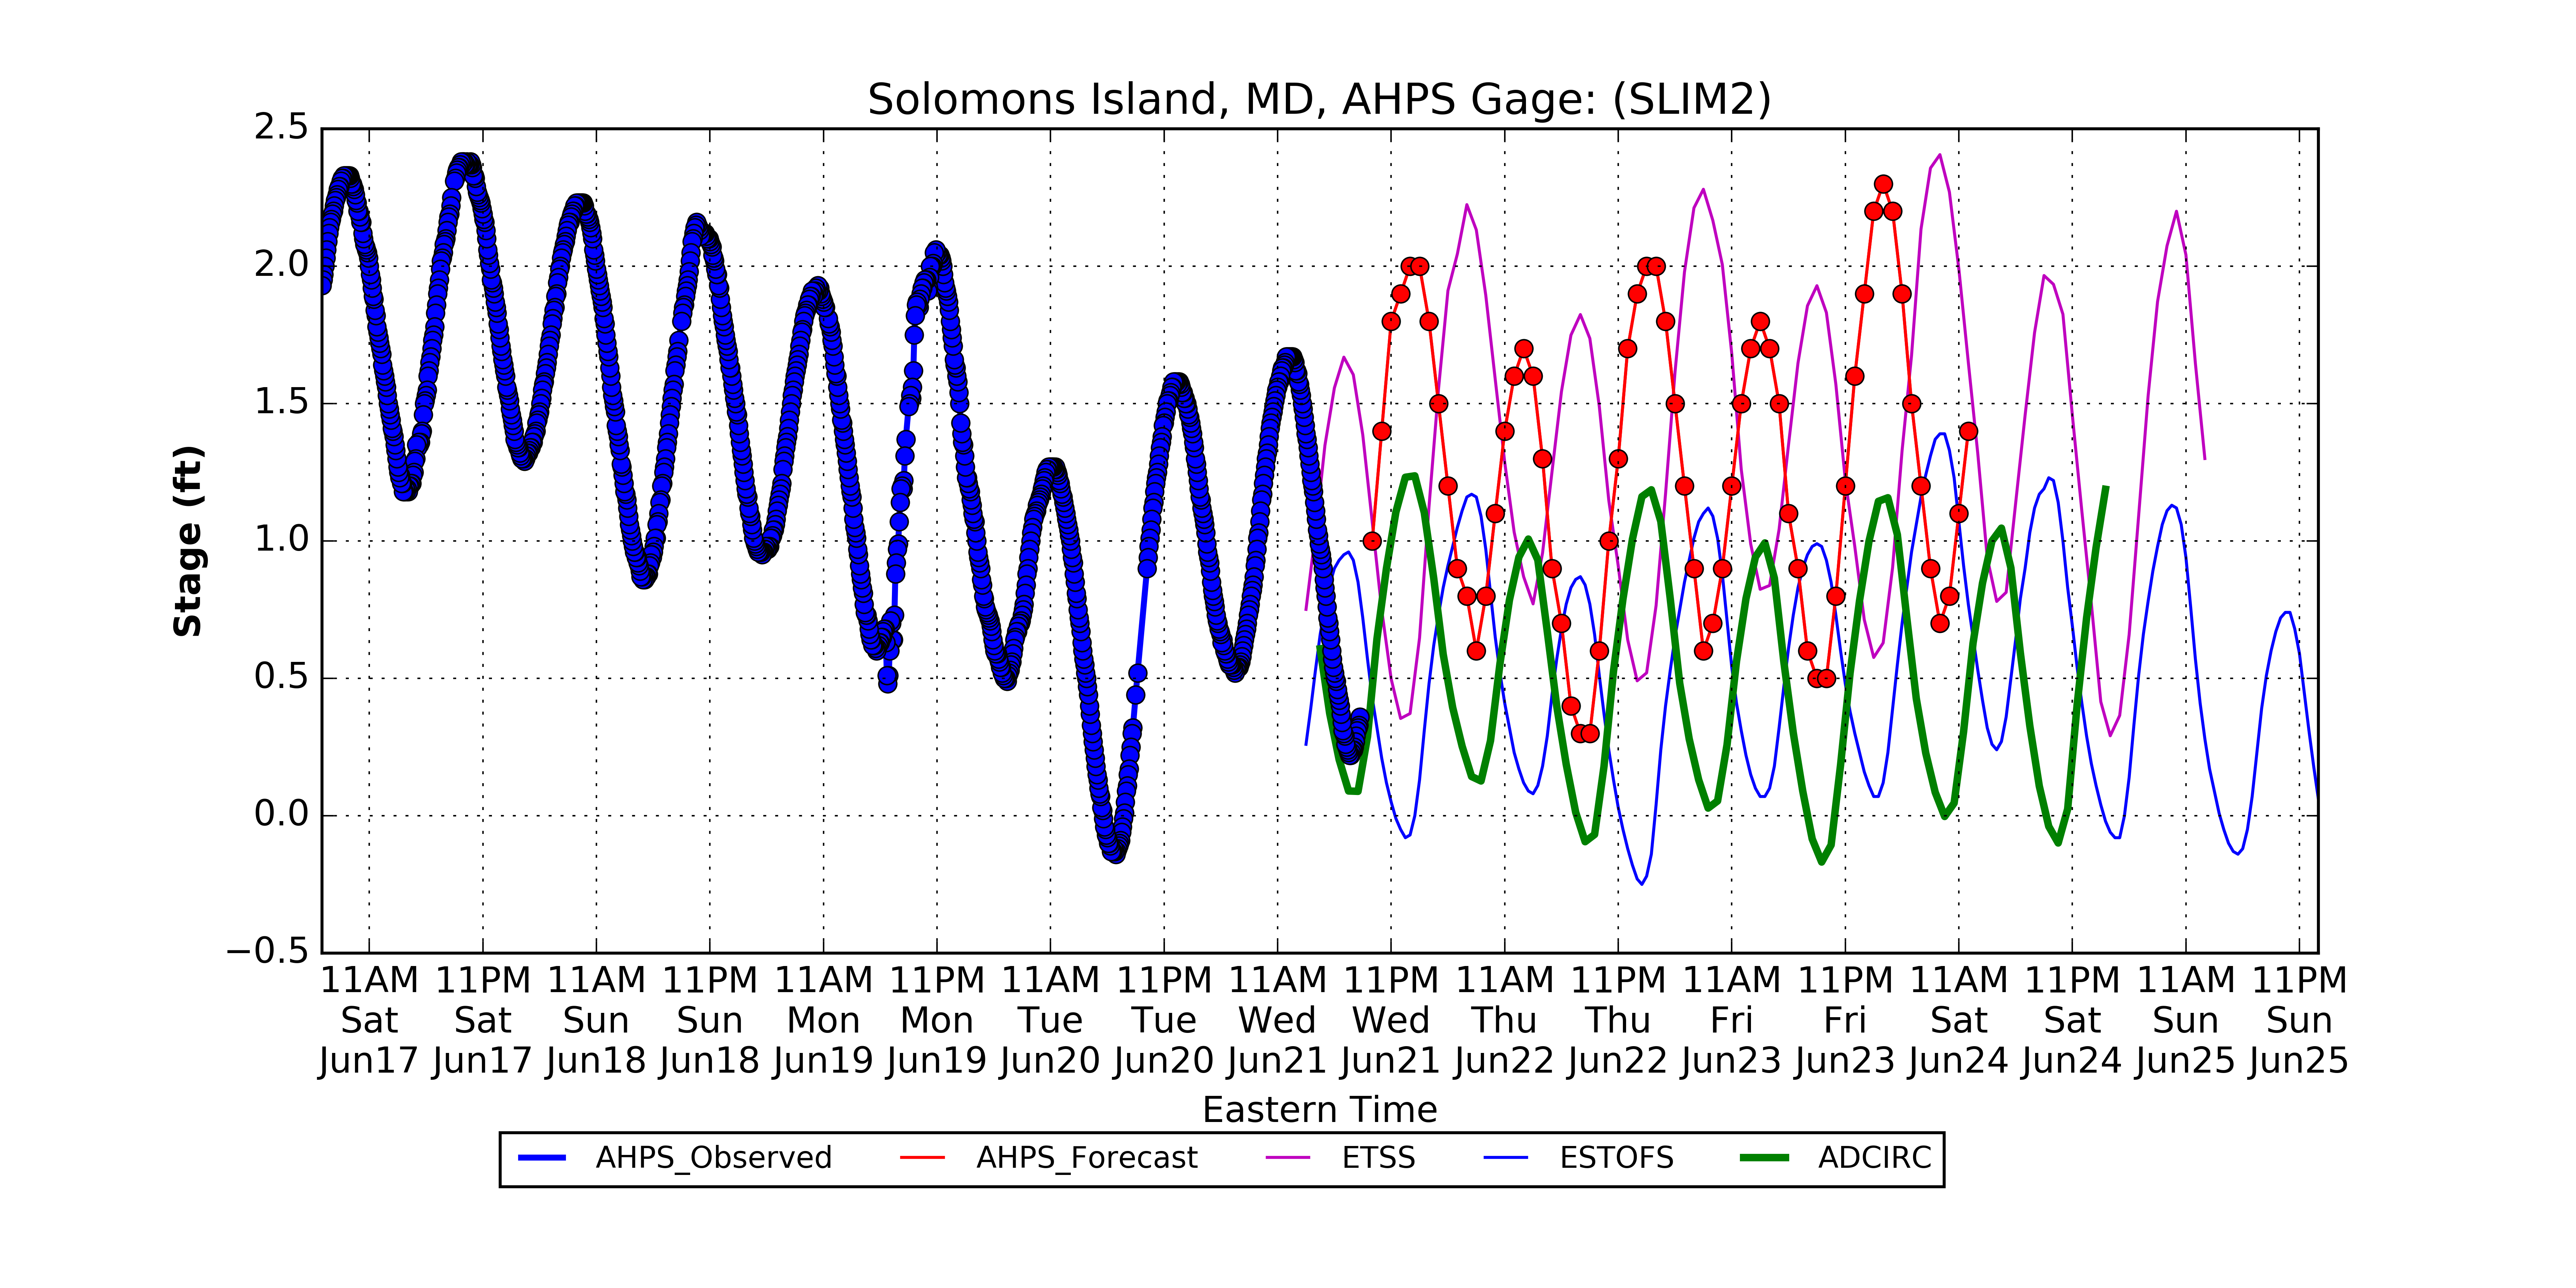 Solomons Island, MD, AHPS Gage: (SLIM2)
2.5
2.0
1.5
1.0
0.5
0.0
−0.5
Stage (ft)
11AM 11PM 11AM 11PM 11AM 11PM 11AM 11PM 11AM 11PM 11AM 11PM 11AM 11PM 11AM 11PM 11AM 11PM
Sat Sat Sun Sun Mon Mon Tue Tue Wed Wed Thu Thu Fri Fri Sat Sat Sun Sun
Jun17 Jun17 Jun18 Jun18 Jun19 Jun19 Jun20 Jun20 Jun21 Jun21 Jun22 Jun22 Jun23 Jun23 Jun24 Jun24 Jun25 Jun25
Eastern Time
AHPS_Observed AHPS_Forecast ETSS ESTOFS ADCIRC